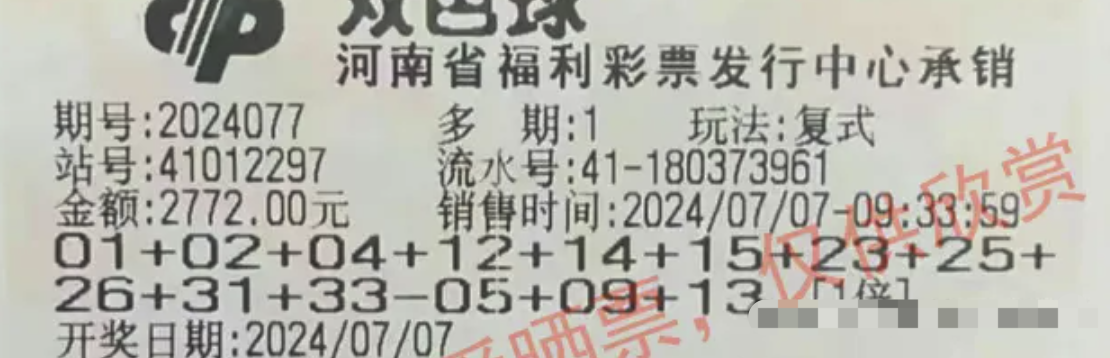 双色球
河南省福利彩票发行中心承销
期号:2024077 多 期:1 玩法:复式
站号:41012297 流水号:41-180373961
金额:2772.00元 销售时间:2024/07/07-09:33:59
01+02+04+12+14+15+23+25+
26+31+33-05+09+13 [1倍]
开奖日期:2024/07/07
晒票，仅供欣赏